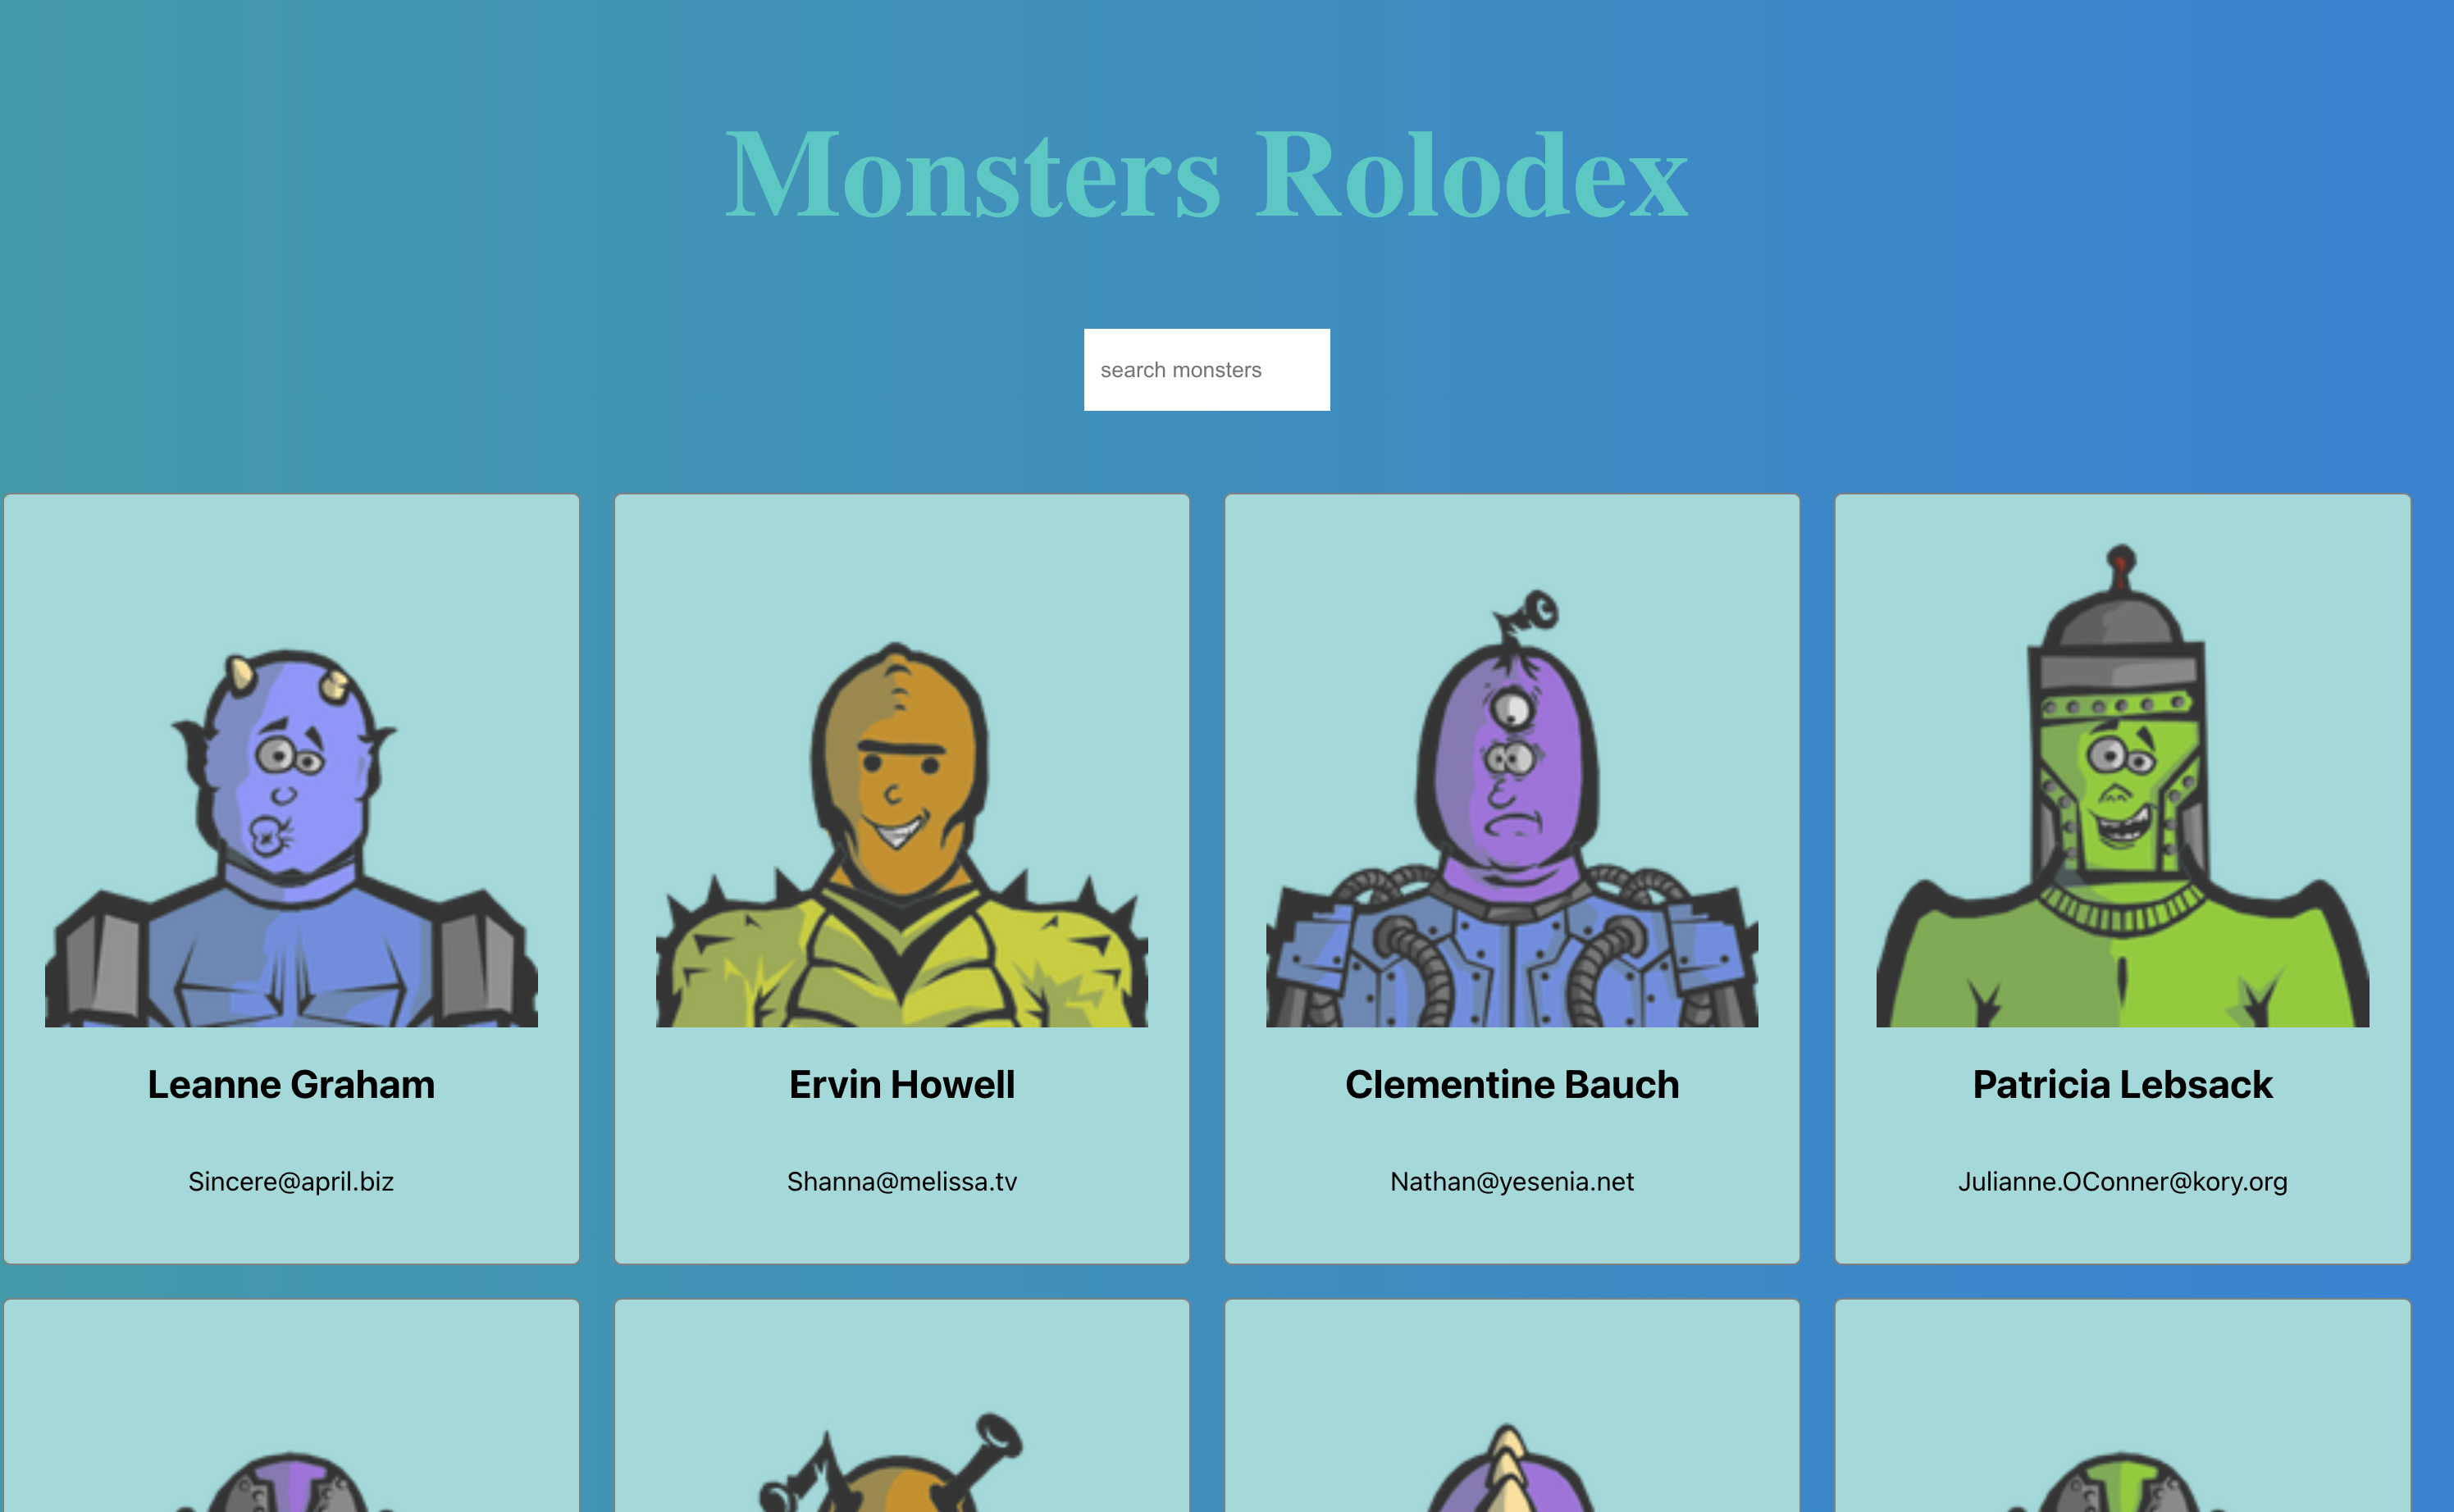 Monsters Rolodex
search monsters
Leanne Graham
Ervin Howell
Clementine Bauch
Patricia Lebsack
Sincere@april.biz
Shanna@melissa.tv
Nathan@yesenia.net
Julianne.OConner@kory.org